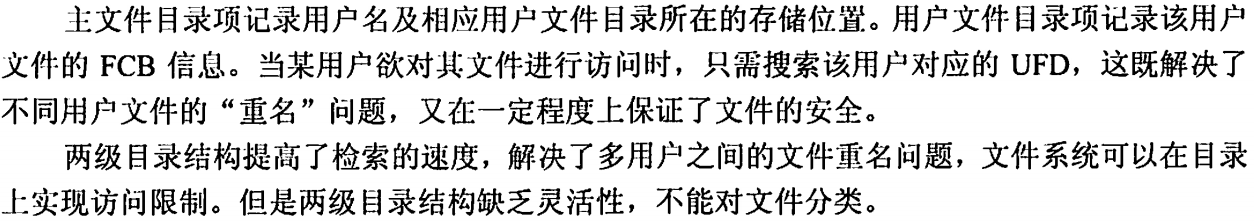 主文件目录项记录用户名及相应用户文件目录所在的存储位置。用户文件目录项记录该用户
文件的 FCB 信息。当某用户欲对其文件进行访问时，只需搜索该用户对应的 UFD，这既解决了
不同用户文件的“重名”问题，又在一定程度上保证了文件的安全。
两级目录结构提高了检索的速度，解决了多用户之间的文件重名问题，文件系统可以在目录
上实现访问限制。但是两级目录结构缺乏灵活性，不能对文件分类。